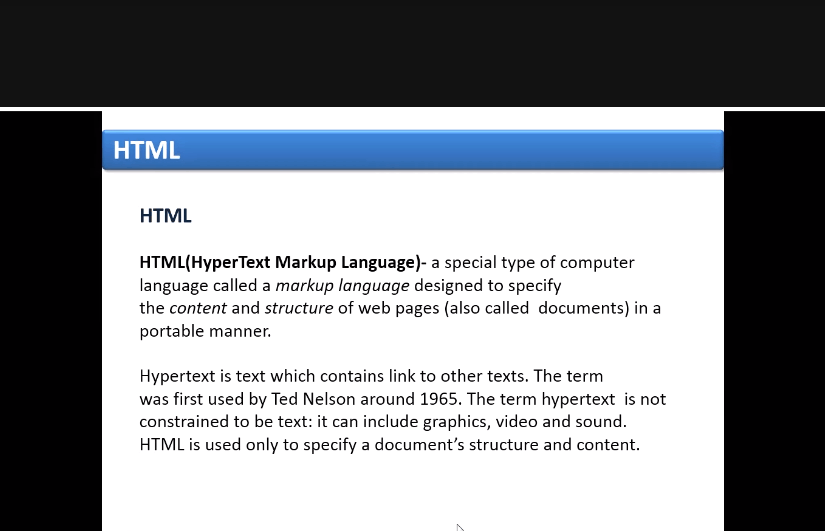 HTML
HTML
HTML(HyperText Markup Language)- a special type of computer
language called a markup language designed to specify
the content and structure of web pages (also called  documents) in a
portable manner.
Hypertext is text which contains link to other texts. The term
was first used by Ted Nelson around 1965. The term hypertext  is not
constrained to be text: it can include graphics, video and sound.
HTML is used only to specify a document’s structure and content.